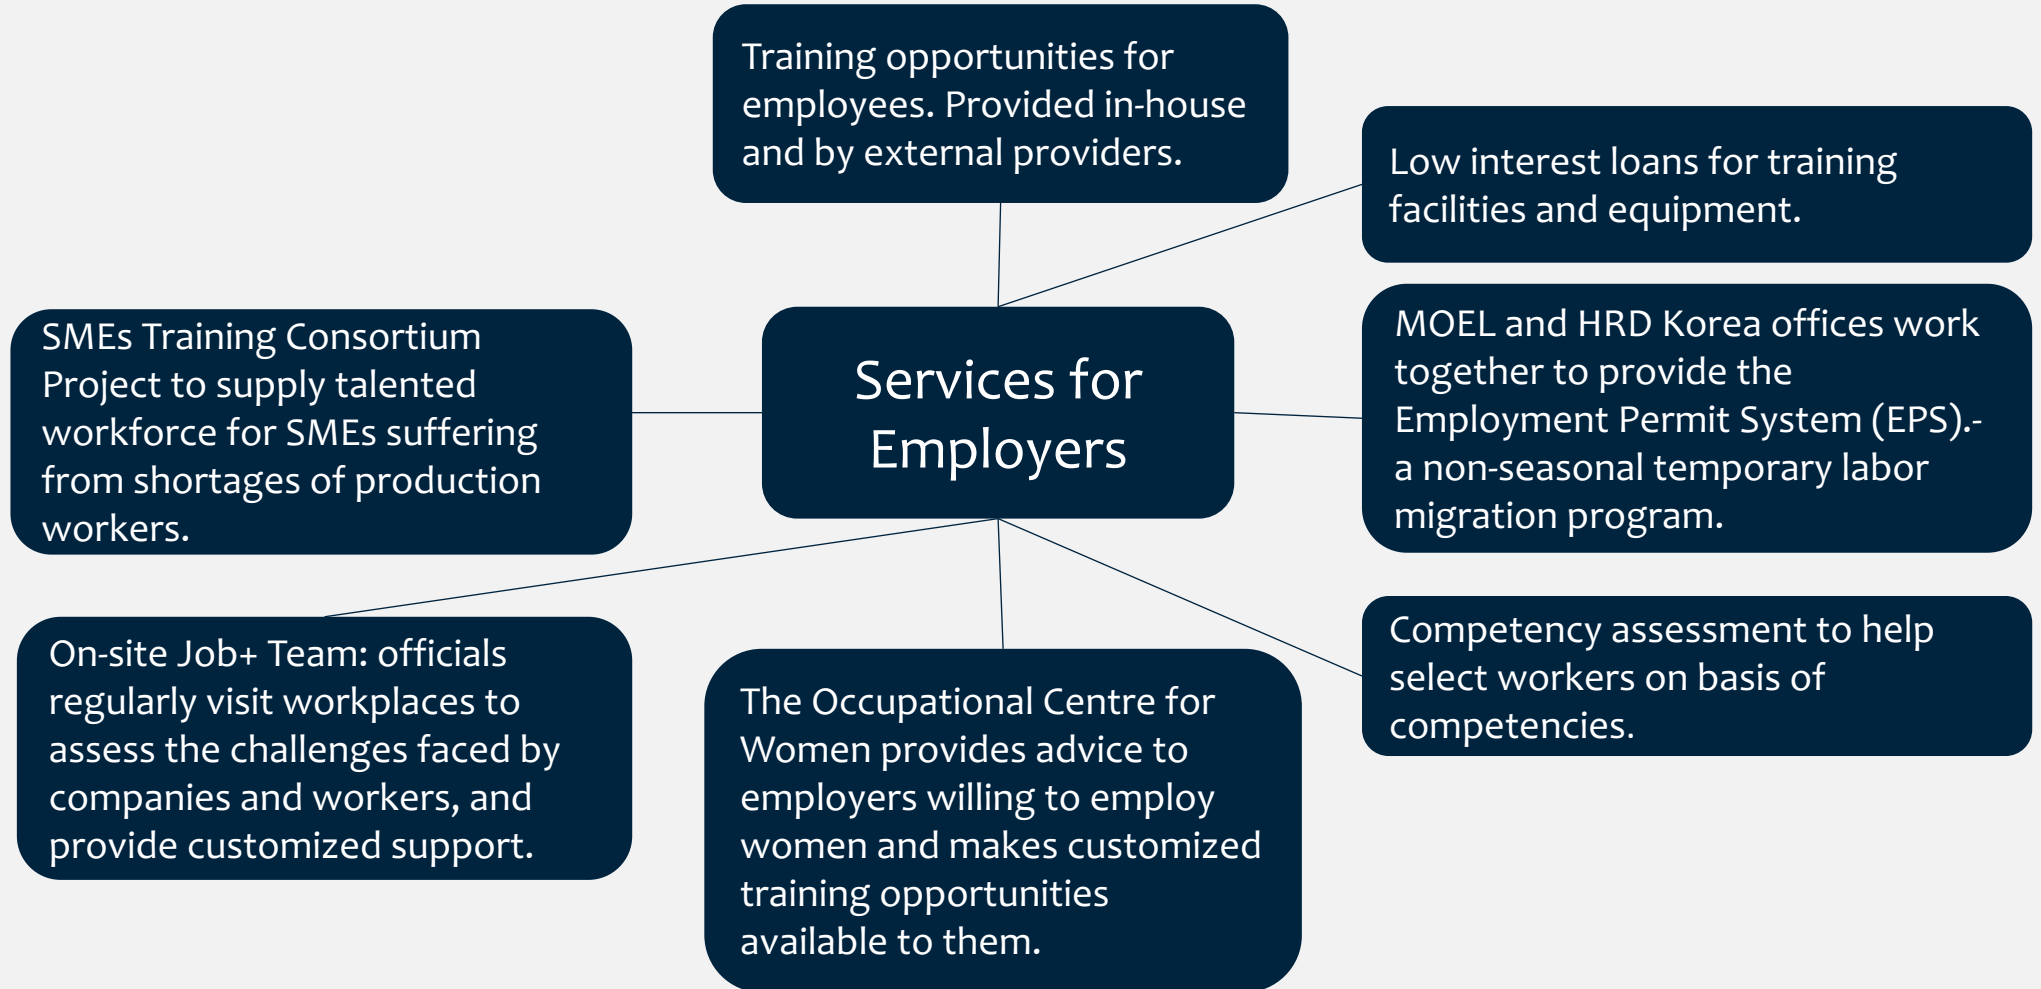 Training opportunities for
employees. Provided in-house
and by external providers.
Low interest loans for training
facilities and equipment.
SMEs Training Consortium
Project to supply talented
workforce for SMEs suffering
from shortages of production
workers.
Services for
Employers
MOEL and HRD Korea offices work
together to provide the
Employment Permit System (EPS).-
a non-seasonal temporary labor
migration program.
On-site Job+ Team: officials
regularly visit workplaces to
assess the challenges faced by
companies and workers, and
provide customized support.
The Occupational Centre for
Women provides advice to
employers willing to employ
women and makes customized
training opportunities
available to them.
Competency assessment to help
select workers on basis of
competencies.